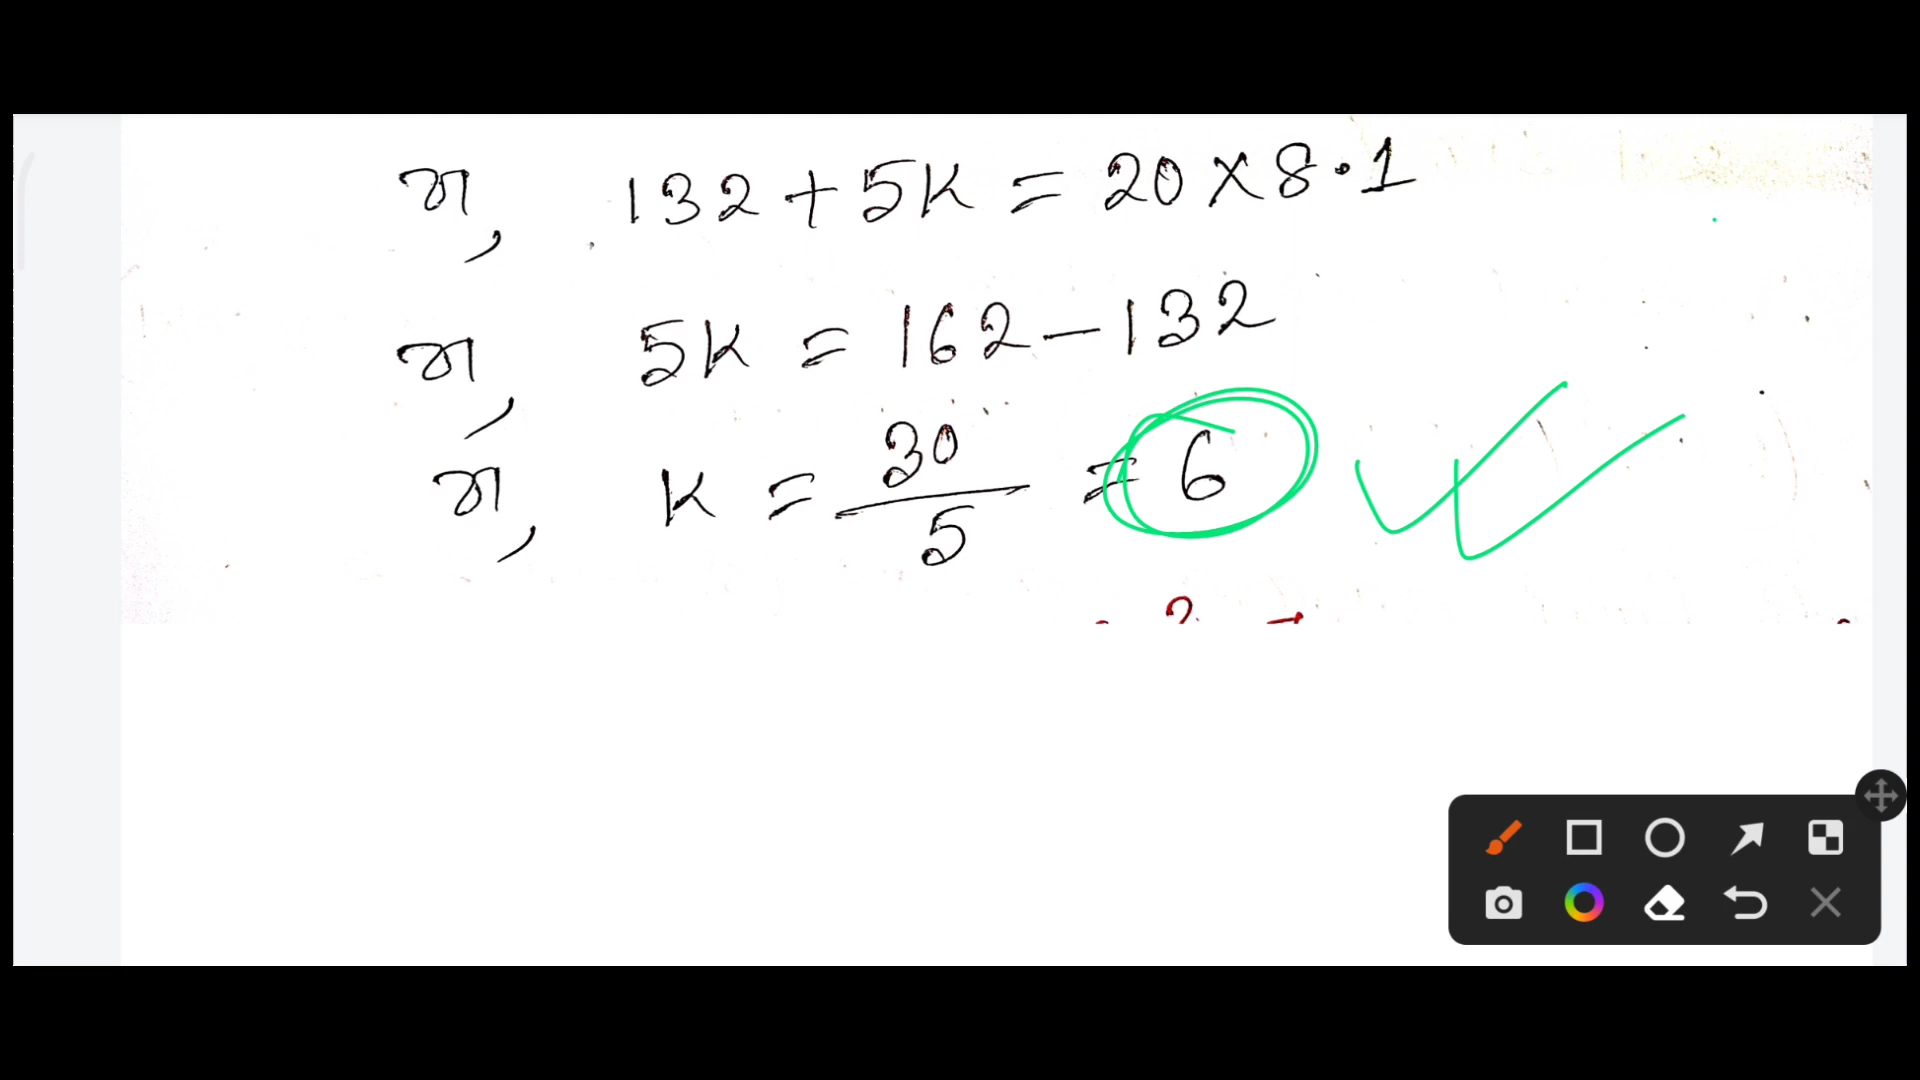 বা, 132 + 5K = 20 × 8.1
বা, 5K = 162 - 132
বা, K = 30/5 = 6